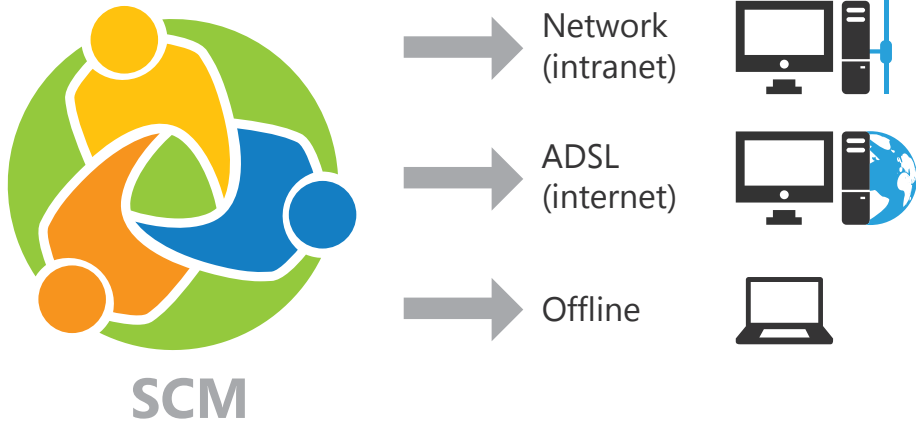 Network
(intranet)
ADSL
(internet)
Offline
SCM